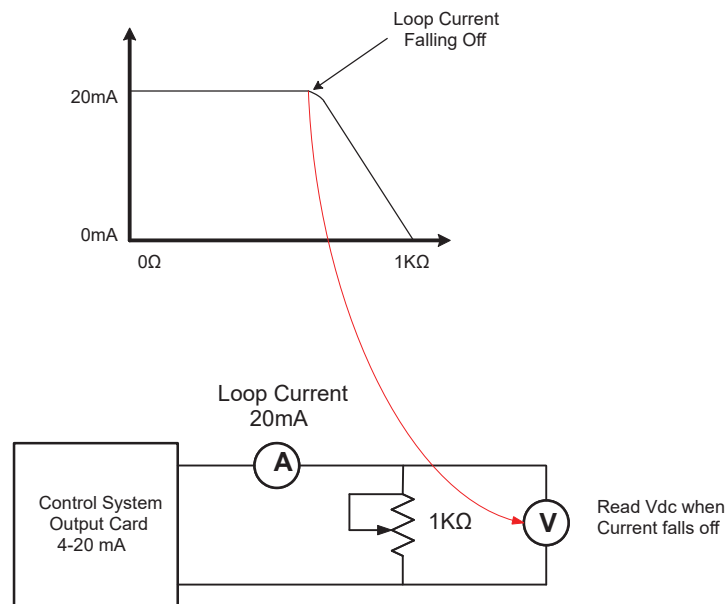 Loop Current
Falling Off
20mA
0mA
0Ω
1KΩ
Loop Current
20mA
A
Control System
Output Card
4-20 mA
1KΩ
V
Read Vdc when
Current falls off